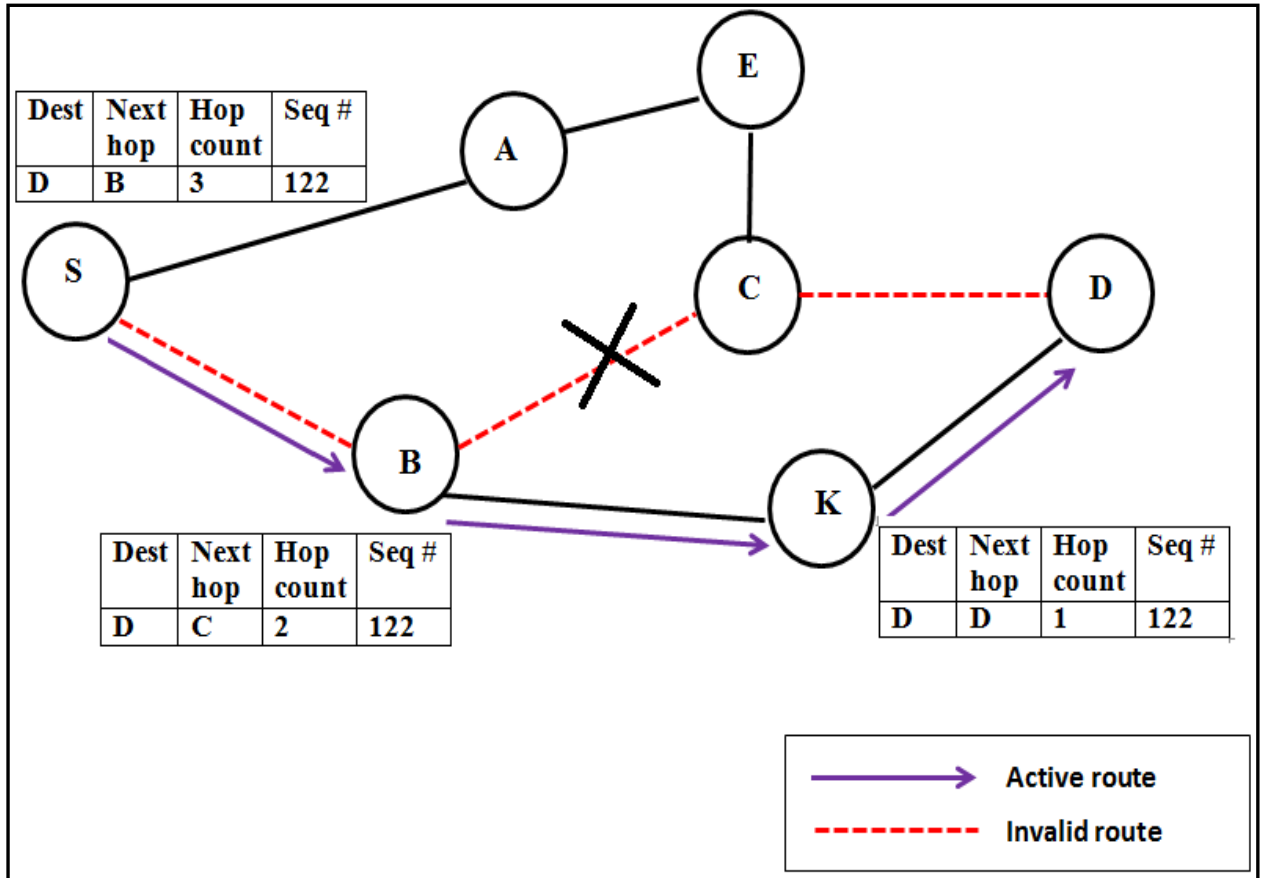 E
Dest Next hop Hop count Seq #
D B 3 122
A
S
C
D
B
K
Dest Next hop Hop count Seq #
D C 2 122
Dest Next hop Hop count Seq #
D D 1 122
Active route
Invalid route